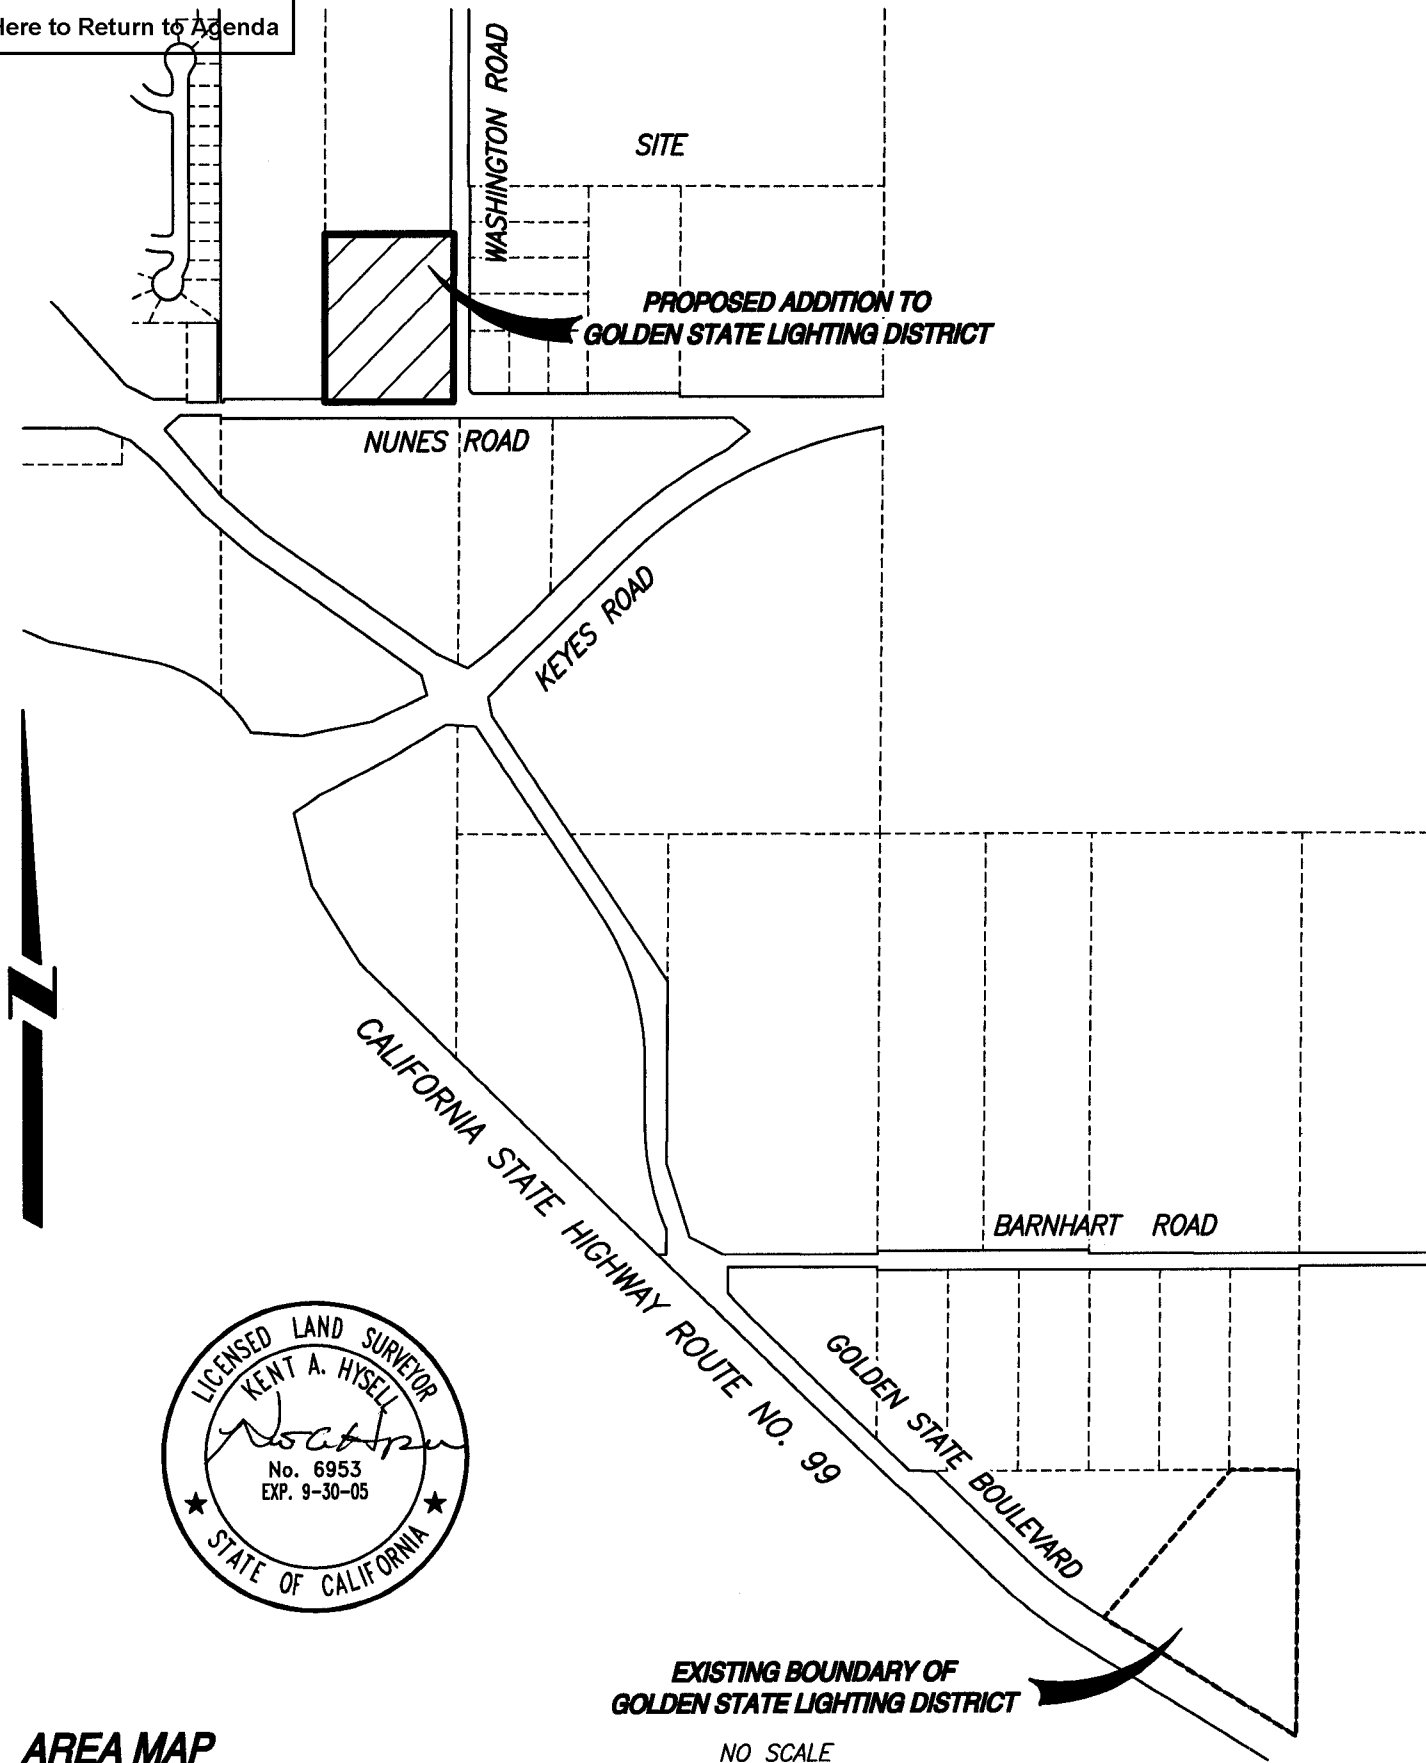 Here to Return to Agenda
WASHINGTON ROAD
SITE
PROPOSED ADDITION TO
GOLDEN STATE LIGHTING DISTRICT
NUNES ROAD
KEYES ROAD
CALIFORNIA STATE HIGHWAY ROUTE NO. 99
BARNHART ROAD
GOLDEN STATE BOULEVARD
LICENSED LAND SURVEYOR
KENT A. HYSELL
No. 6953
EXP. 9-30-05
STATE OF CALIFORNIA
N
EXISTING BOUNDARY OF
GOLDEN STATE LIGHTING DISTRICT
AREA MAP
NO SCALE